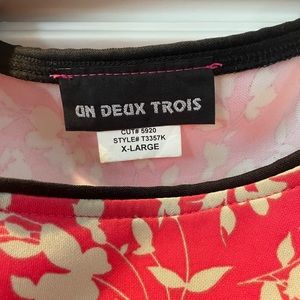 UN DEUX TROIS
CUT# 5920
STYLE# T3357K
X-LARGE